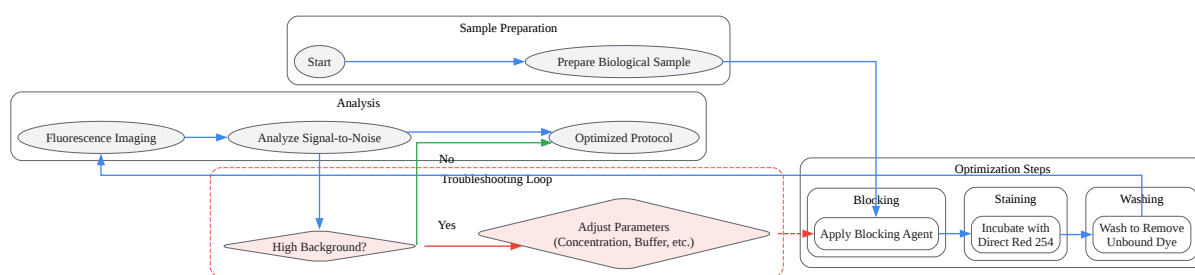 Sample Preparation
Start
Prepare Biological Sample
Analysis
Fluorescence Imaging
Analyze Signal-to-Noise
Optimized Protocol
No
Troubleshooting Loop
High Background?
Yes
Adjust Parameters
(Concentration, Buffer, etc.)
Optimization Steps
Blocking
Apply Blocking Agent
Staining
Incubate with
Direct Red 254
Washing
Wash to Remove
Unbound Dye